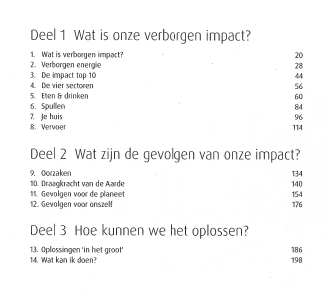 Deel 1 Wat is onze verborgen impact?
1. Wat is verborgen impact? 20
2. Verborgen energie 28
3. De impact top 10 44
4. De vier sectoren 56
5. Eten & drinken 60
6. Spullen 84
7. Je huis 96
8. Vervoer 114
Deel 2 Wat zijn de gevolgen van onze impact?
9. Oorzaken 134
10. Draagkracht van de Aarde 140
11. Gevolgen voor de planeet 154
12. Gevolgen voor onszelf 176
Deel 3 Hoe kunnen we het oplossen?
13. Oplossingen 'in het groot' 186
14. Wat kan ik doen? 198